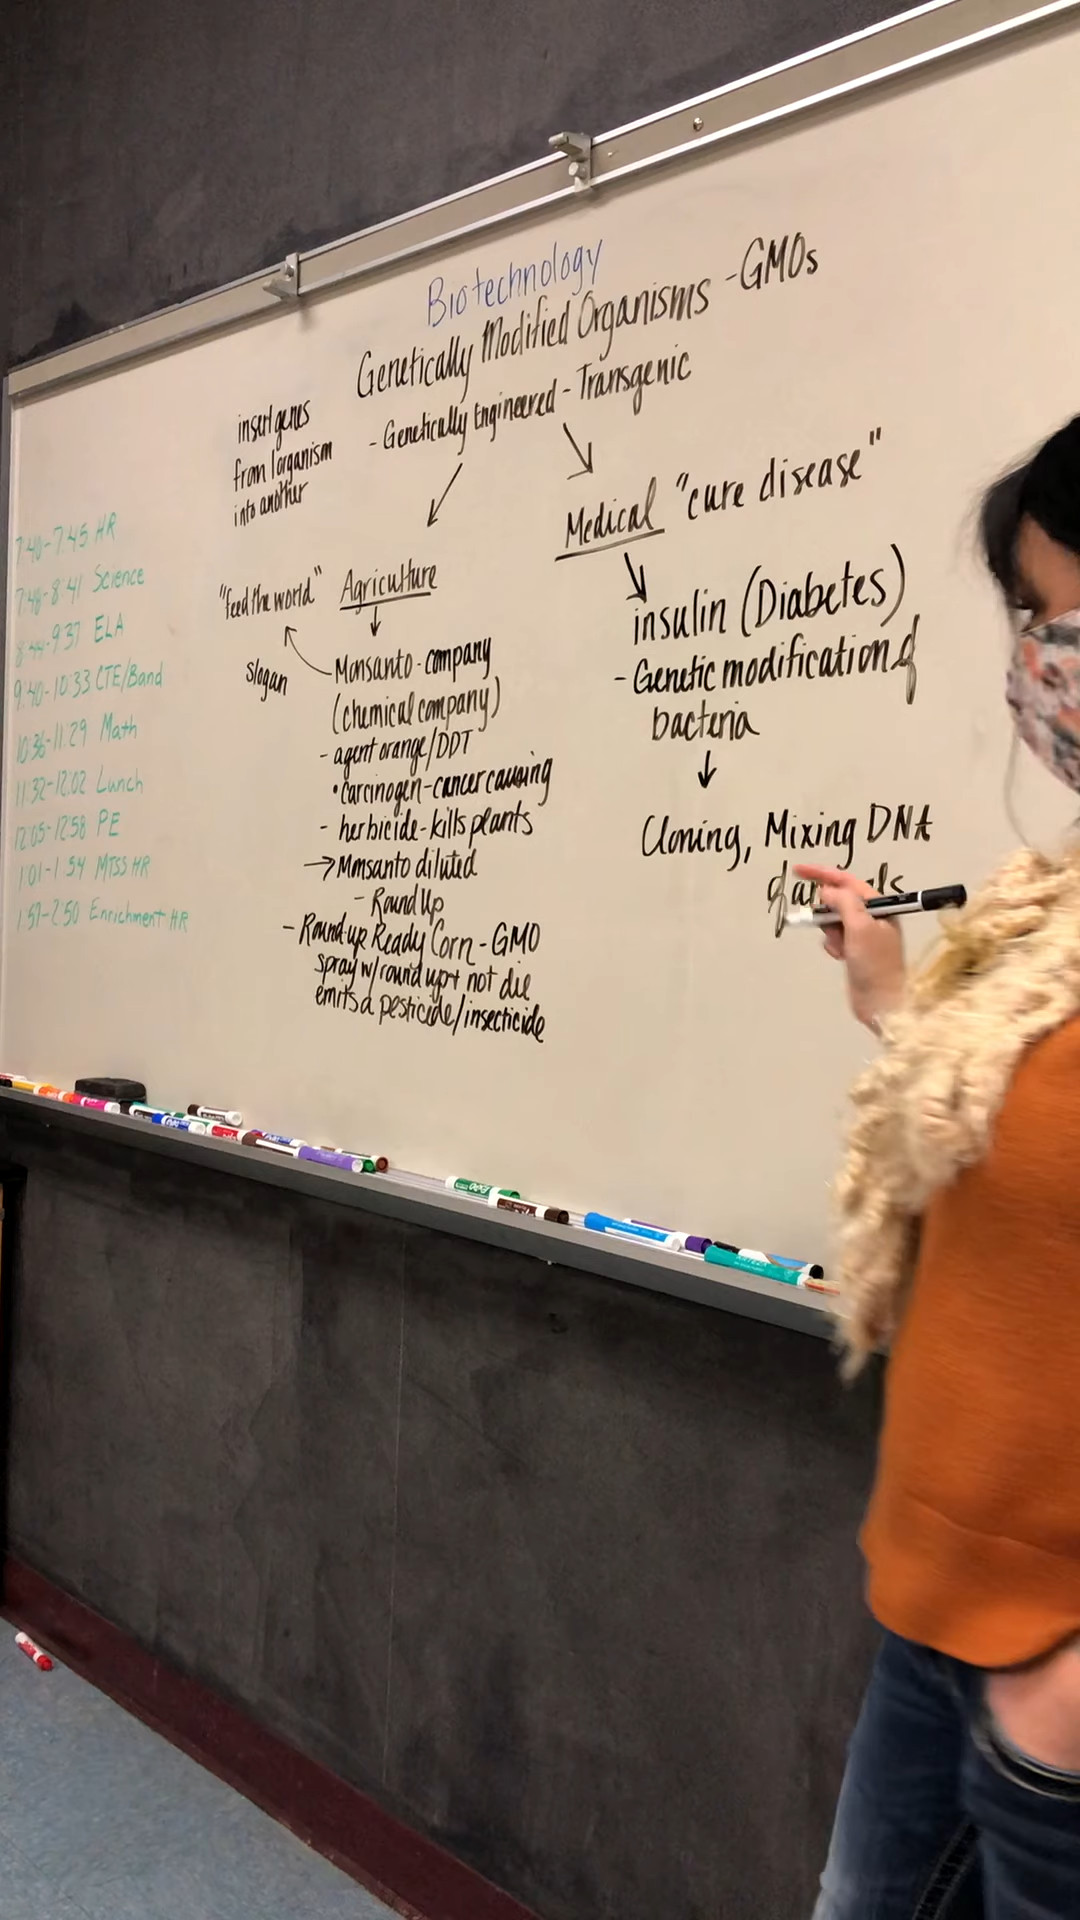 Biotechnology
Genetically Modified Organisms - GMOs
- Genetically Engineered - Transgenic
insert genes
from 1 organism
into another
7:40-7:45 HR
7:48-8:41 Science
8:44-9:37 ELA
9:40-10:33 CTE/Band
10:36-11:29 Math
11:32-12:02 Lunch
12:05-12:58 PE
1:01-1:54 MTSS HR
1:57-2:50 Enrichment HR
"feed the world" Agriculture
slogan
Monsanto - company
(chemical company)
- agent orange/DDT
• carcinogen - cancer causing
- herbicide - kills plants
→ Monsanto diluted
- Round Up
- Round-up Ready Corn - GMO
spray w/ round up + not die
emits a pesticide/insecticide
Medical "cure disease"
insulin (Diabetes)
- Genetic modification of
bacteria
Cloning, Mixing DNA
of